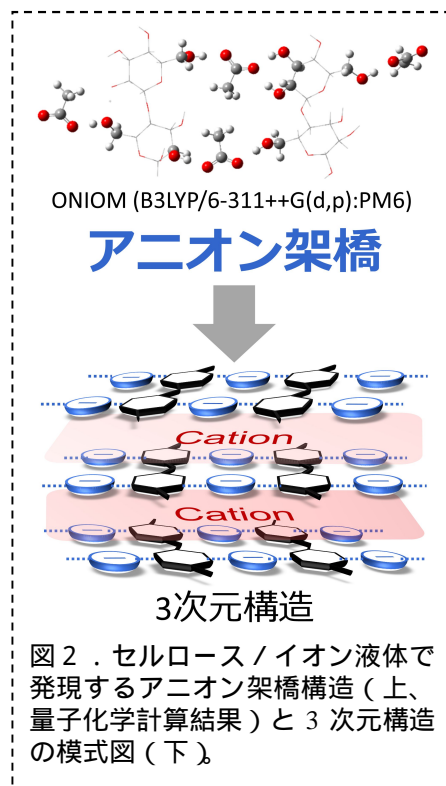 ONIOM (B3LYP/6-311++G(d,p):PM6)
アニオン架橋
Cation
Cation
3次元構造
図２．セルロース／イオン液体で
発現するアニオン架橋構造（上、
量子化学計算結果）と 3 次元構造
の模式図（下）。